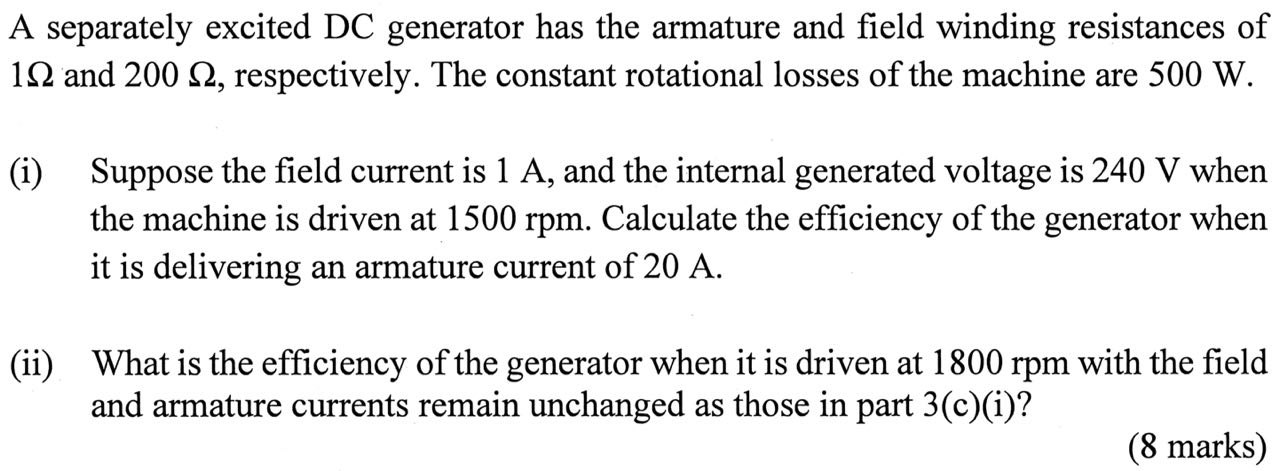 A separately excited DC generator has the armature and field winding resistances of
1Ω and 200 Ω, respectively. The constant rotational losses of the machine are 500 W.
(i) Suppose the field current is 1 A, and the internal generated voltage is 240 V when
the machine is driven at 1500 rpm. Calculate the efficiency of the generator when
it is delivering an armature current of 20 A.
(ii) What is the efficiency of the generator when it is driven at 1800 rpm with the field
and armature currents remain unchanged as those in part 3(c)(i)?
(8 marks)